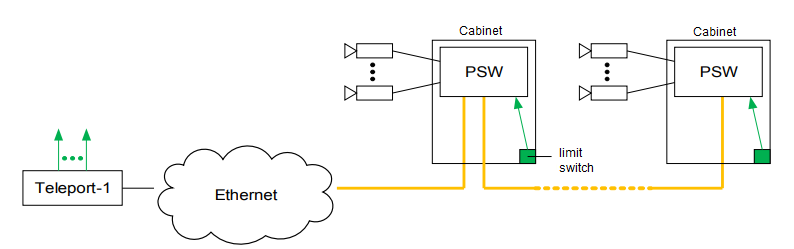 Cabinet
Cabinet
PSW
PSW
limit
switch
Teleport-1
Ethernet